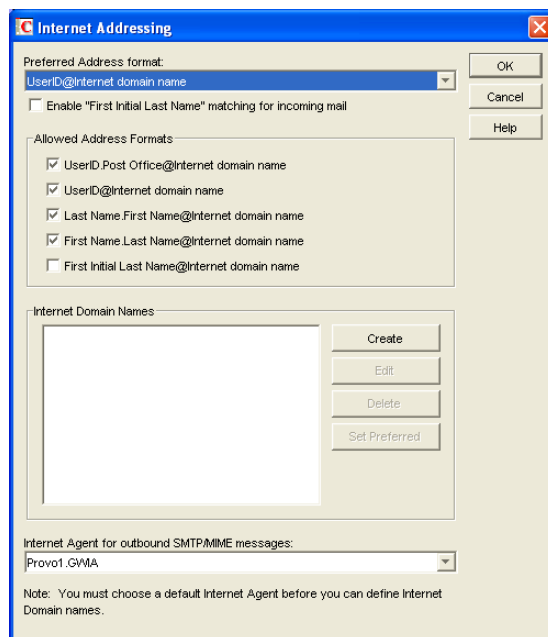 Internet Addressing
Preferred Address format:
UserID@Internet domain name
Enable "First Initial Last Name" matching for incoming mail
OK
Cancel
Help
Allowed Address Formats
UserID.Post Office@Internet domain name
UserID@Internet domain name
Last Name.First Name@Internet domain name
First Name.Last Name@Internet domain name
First Initial Last Name@Internet domain name
Internet Domain Names
Create
Edit
Delete
Set Preferred
Internet Agent for outbound SMTP/MIME messages:
Provo1.GWIA
Note: You must choose a default Internet Agent before you can define Internet
Domain names.